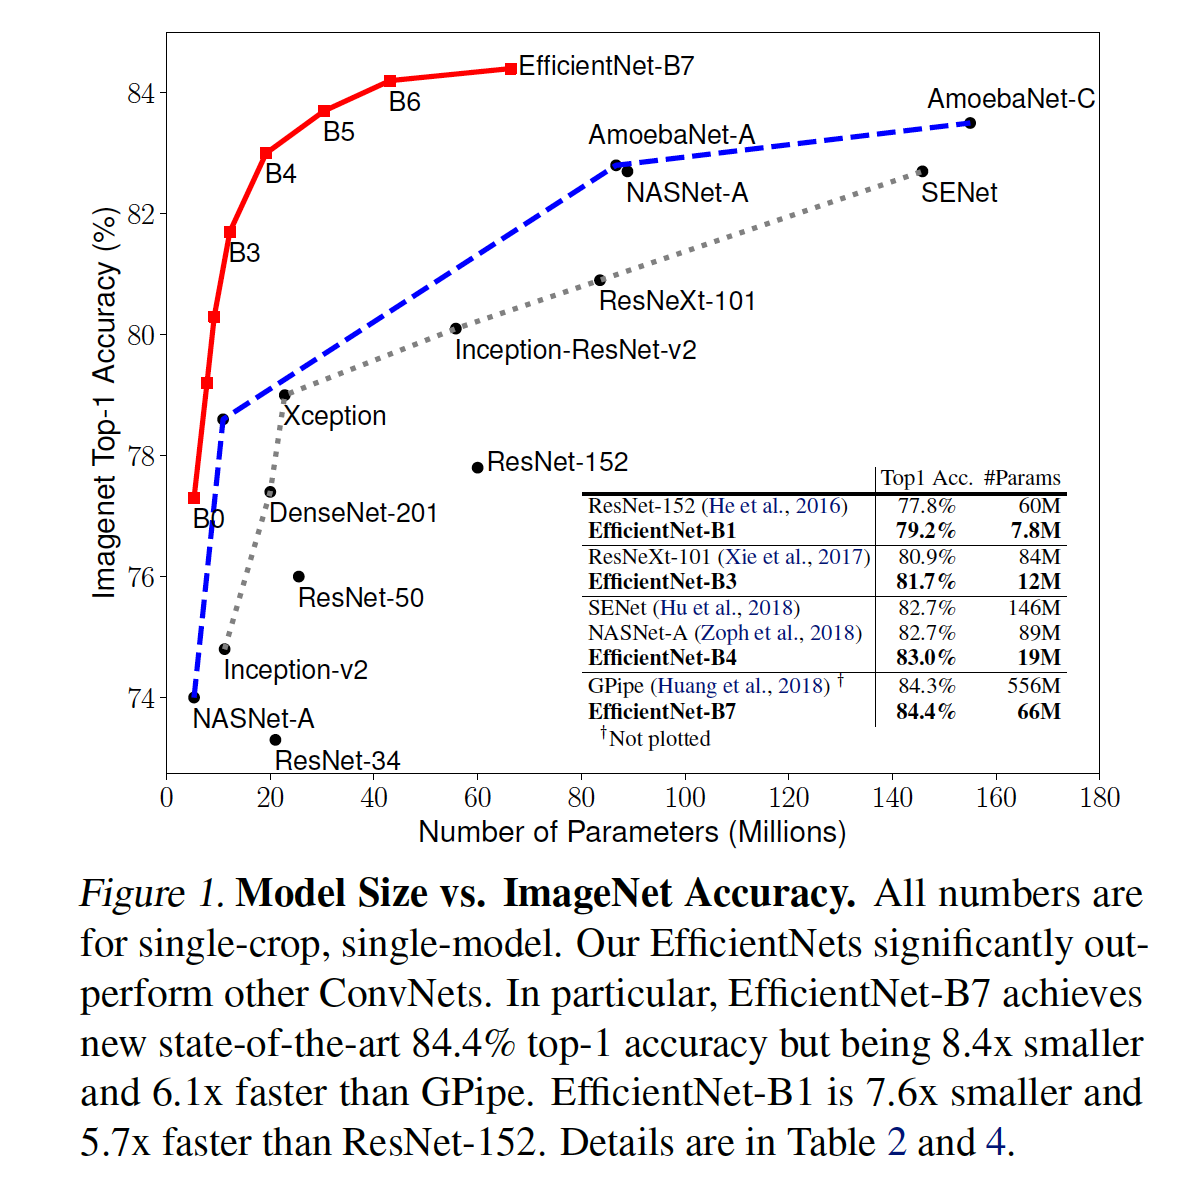 EfficientNet-B7
84
AmoebaNet-C
B6
B5
AmoebaNet-A
B4
NASNet-A
SENet
82
B3
ResNeXt-101
80
Inception-ResNet-v2
Xception
78
ResNet-152
B0
DenseNet-201
76
ResNet-50
Inception-v2
74
NASNet-A
ResNet-34
Imagenet Top-1 Accuracy (%)
Top1 Acc. #Params
ResNet-152 (He et al., 2016) 77.8% 60M
EfficientNet-B1 79.2% 7.8M
ResNeXt-101 (Xie et al., 2017) 80.9% 84M
EfficientNet-B3 81.7% 12M
SENet (Hu et al., 2018) 82.7% 146M
NASNet-A (Zoph et al., 2018) 82.7% 89M
EfficientNet-B4 83.0% 19M
GPipe (Huang et al., 2018) † 84.3% 556M
EfficientNet-B7 84.4% 66M
†Not plotted
0 20 40 60 80 100 120 140 160 180
Number of Parameters (Millions)
Figure 1. Model Size vs. ImageNet Accuracy. All numbers are
for single-crop, single-model. Our EfficientNets significantly out-
perform other ConvNets. In particular, EfficientNet-B7 achieves
new state-of-the-art 84.4% top-1 accuracy but being 8.4x smaller
and 6.1x faster than GPipe. EfficientNet-B1 is 7.6x smaller and
5.7x faster than ResNet-152. Details are in Table 2 and 4.